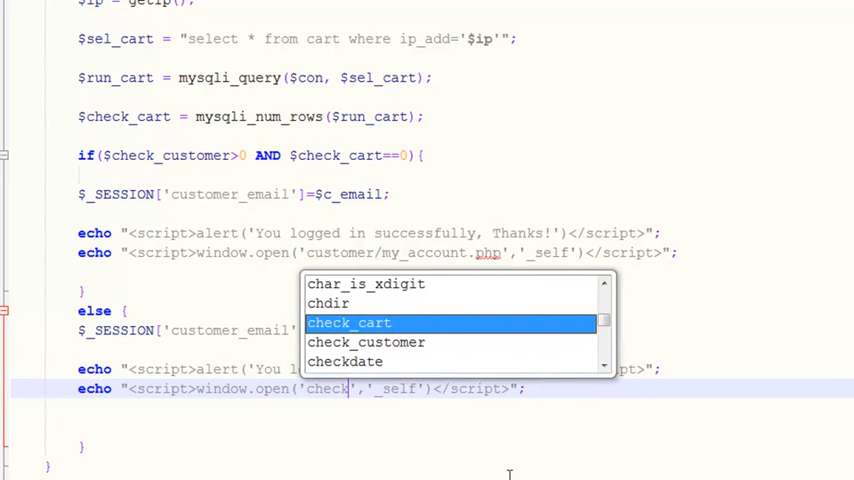 $ip = getIp();
$sel_cart = "select * from cart where ip_add='$ip'";
$run_cart = mysqli_query($con, $sel_cart);
$check_cart = mysqli_num_rows($run_cart);
if($check_customer>0 AND $check_cart==0){
$_SESSION['customer_email']=$c_email;
echo "<script>alert('You logged in successfully, Thanks!')</script>";
echo "<script>window.open('customer/my_account.php','_self')</script>";
}
else {
$_SESSION['customer_email'
echo "<script>alert('You l pt>";
echo "<script>window.open('check','_self')</script>";
}
}
char_is_xdigit
chdir
check_cart
check_customer
checkdate